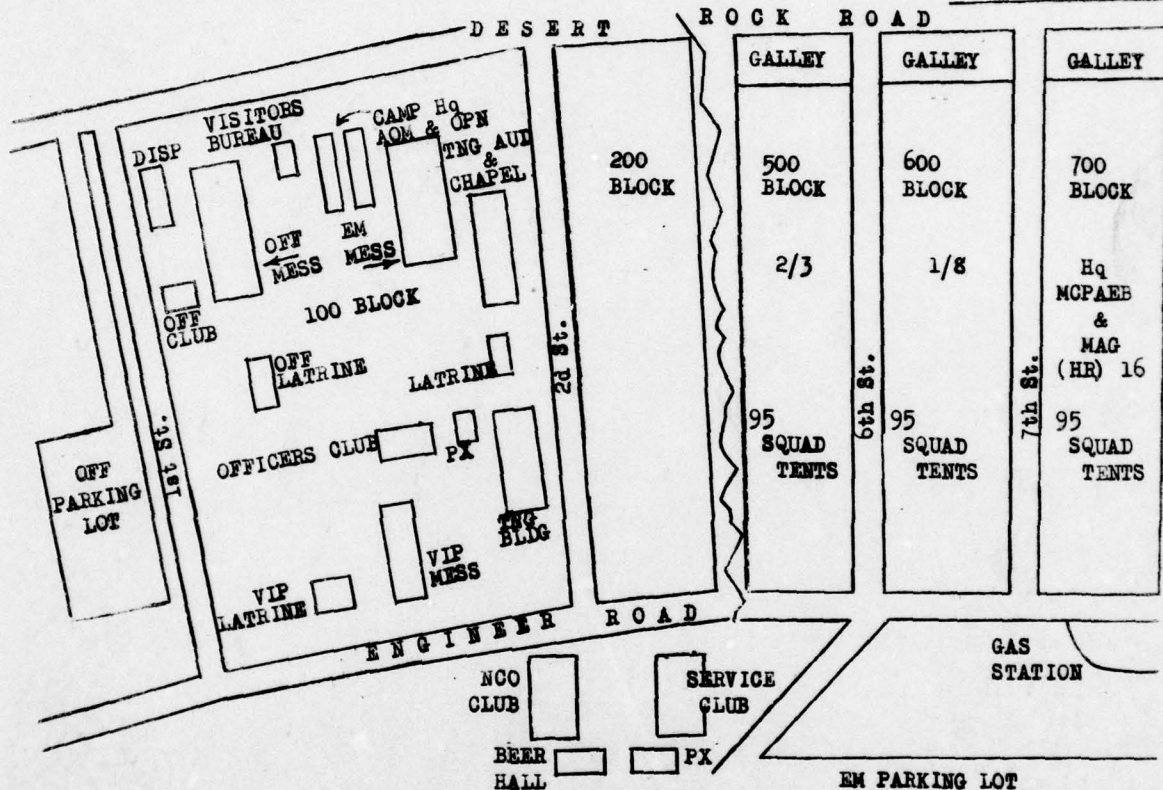 DESERT ROCK ROAD
GALLEY
GALLEY
GALLEY
DISP
VISITORS
BUREAU
CAMP Hq
AOM & OPN
TNG AUD
&
CHAPEL
OFF
MESS
EM
MESS
100 BLOCK
OFF
CLUB
OFF
LATRINE
LATRINE
OFFICERS CLUB
PX
TNG
BLDG
VIP
MESS
VIP
LATRINE
OFF
PARKING
LOT
1st St.
2d St.
200
BLOCK
500
BLOCK
2/3
95
SQUAD
TENTS
6th St.
600
BLOCK
1/8
95
SQUAD
TENTS
7th St.
700
BLOCK
Hq
MCPAEB
&
MAG
(HR) 16
95
SQUAD
TENTS
ENGINEER ROAD
NCO
CLUB
SERVICE
CLUB
BEER
HALL
PX
GAS
STATION
EM PARKING LOT